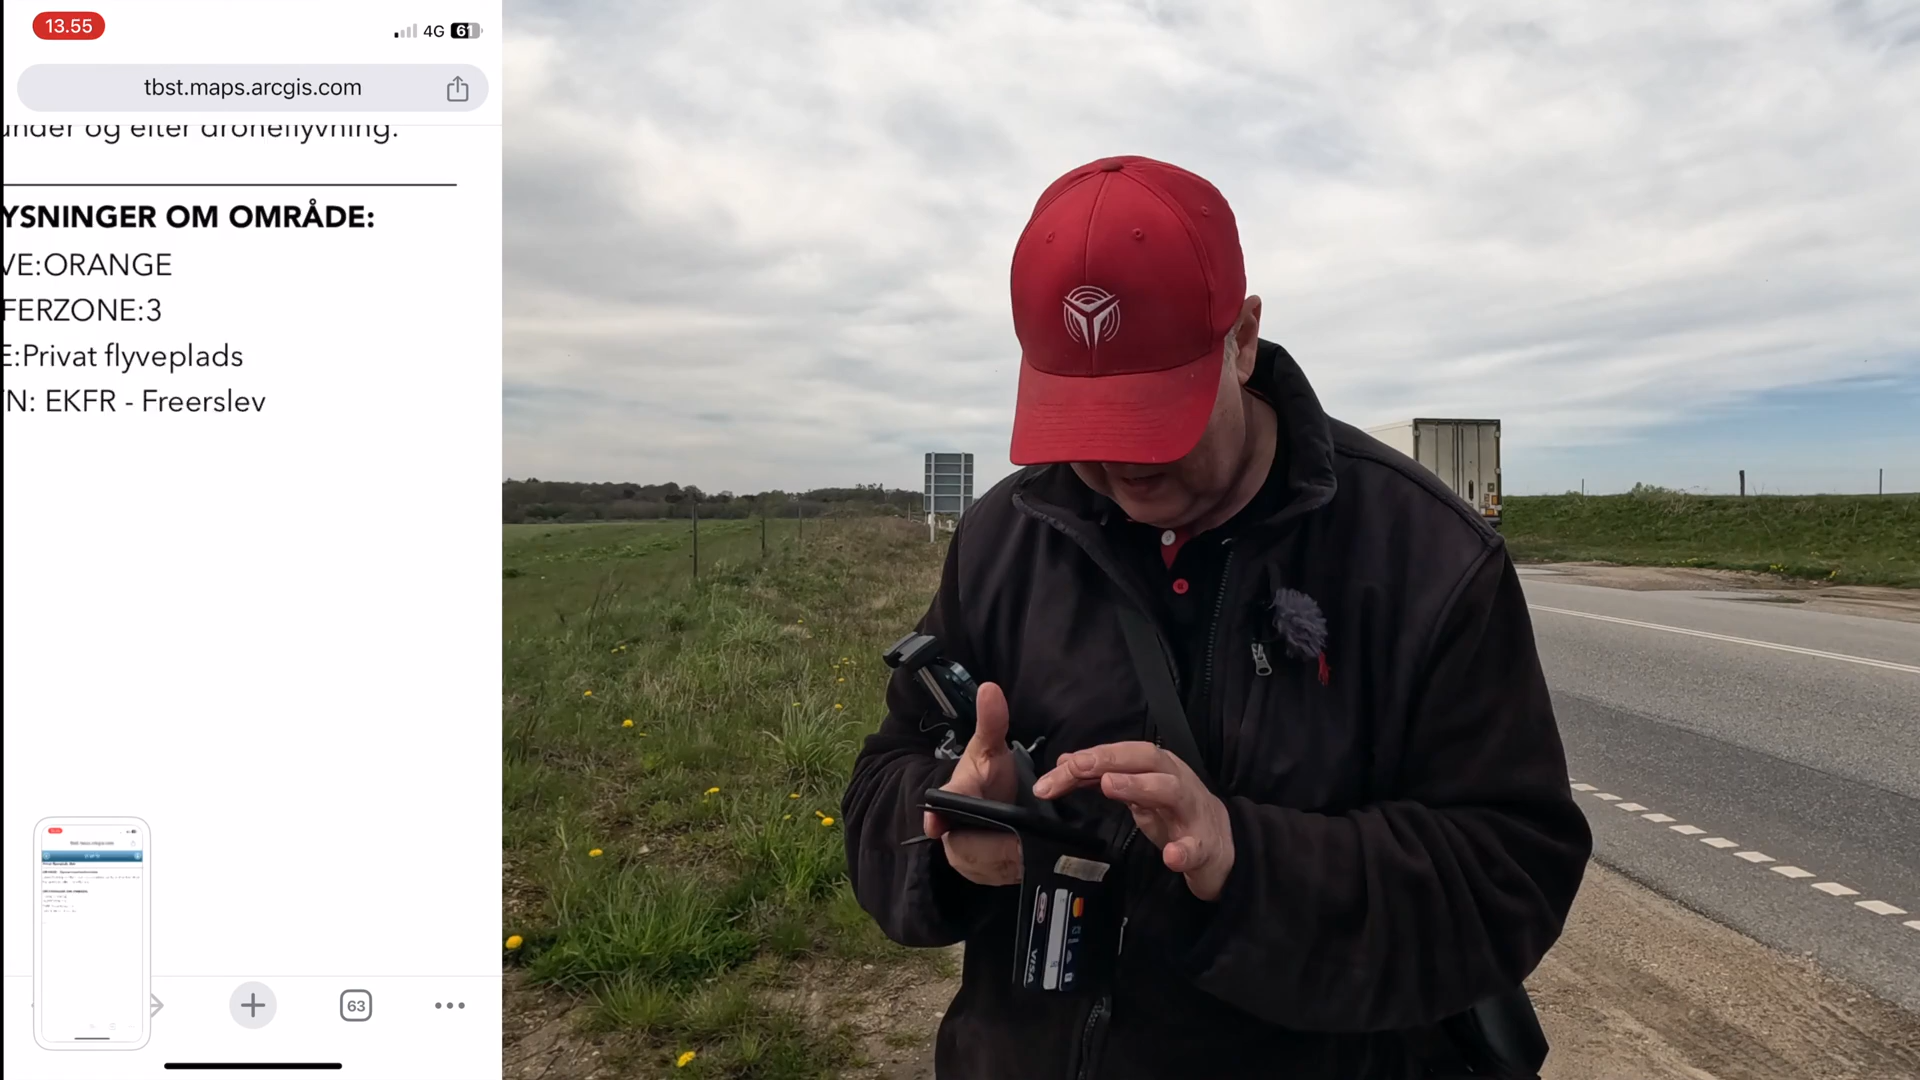 13.55
4G 61
tbst.maps.arcgis.com
under og efter droneflyvning.
YSNINGER OM OMRÅDE:
VE:ORANGE
FERZONE:3
E:Privat flyveplads
N: EKFR - Freerslev
63
VISA